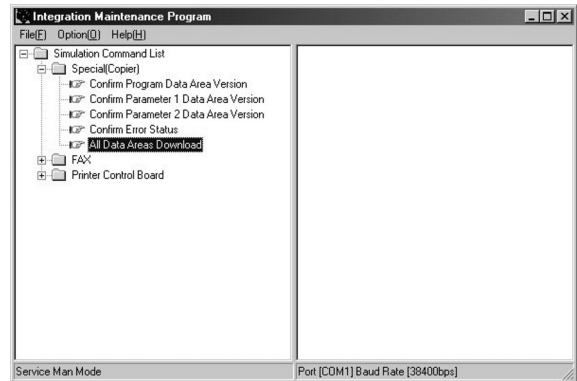 Integration Maintenance Program
File(F) Option(O) Help(H)
Simulation Command List
Special(Copier)
Confirm Program Data Area Version
Confirm Parameter 1 Data Area Version
Confirm Parameter 2 Data Area Version
Confirm Error Status
All Data Areas Download
FAX
Printer Control Board
Service Man Mode Port [COM1] Baud Rate [38400bps]